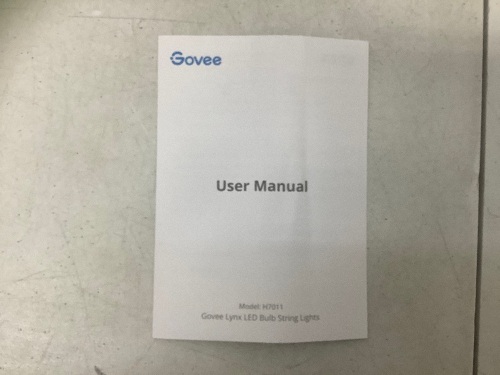 Govee
User Manual
Model: H7011
Govee Lynx LED Bulb String Lights